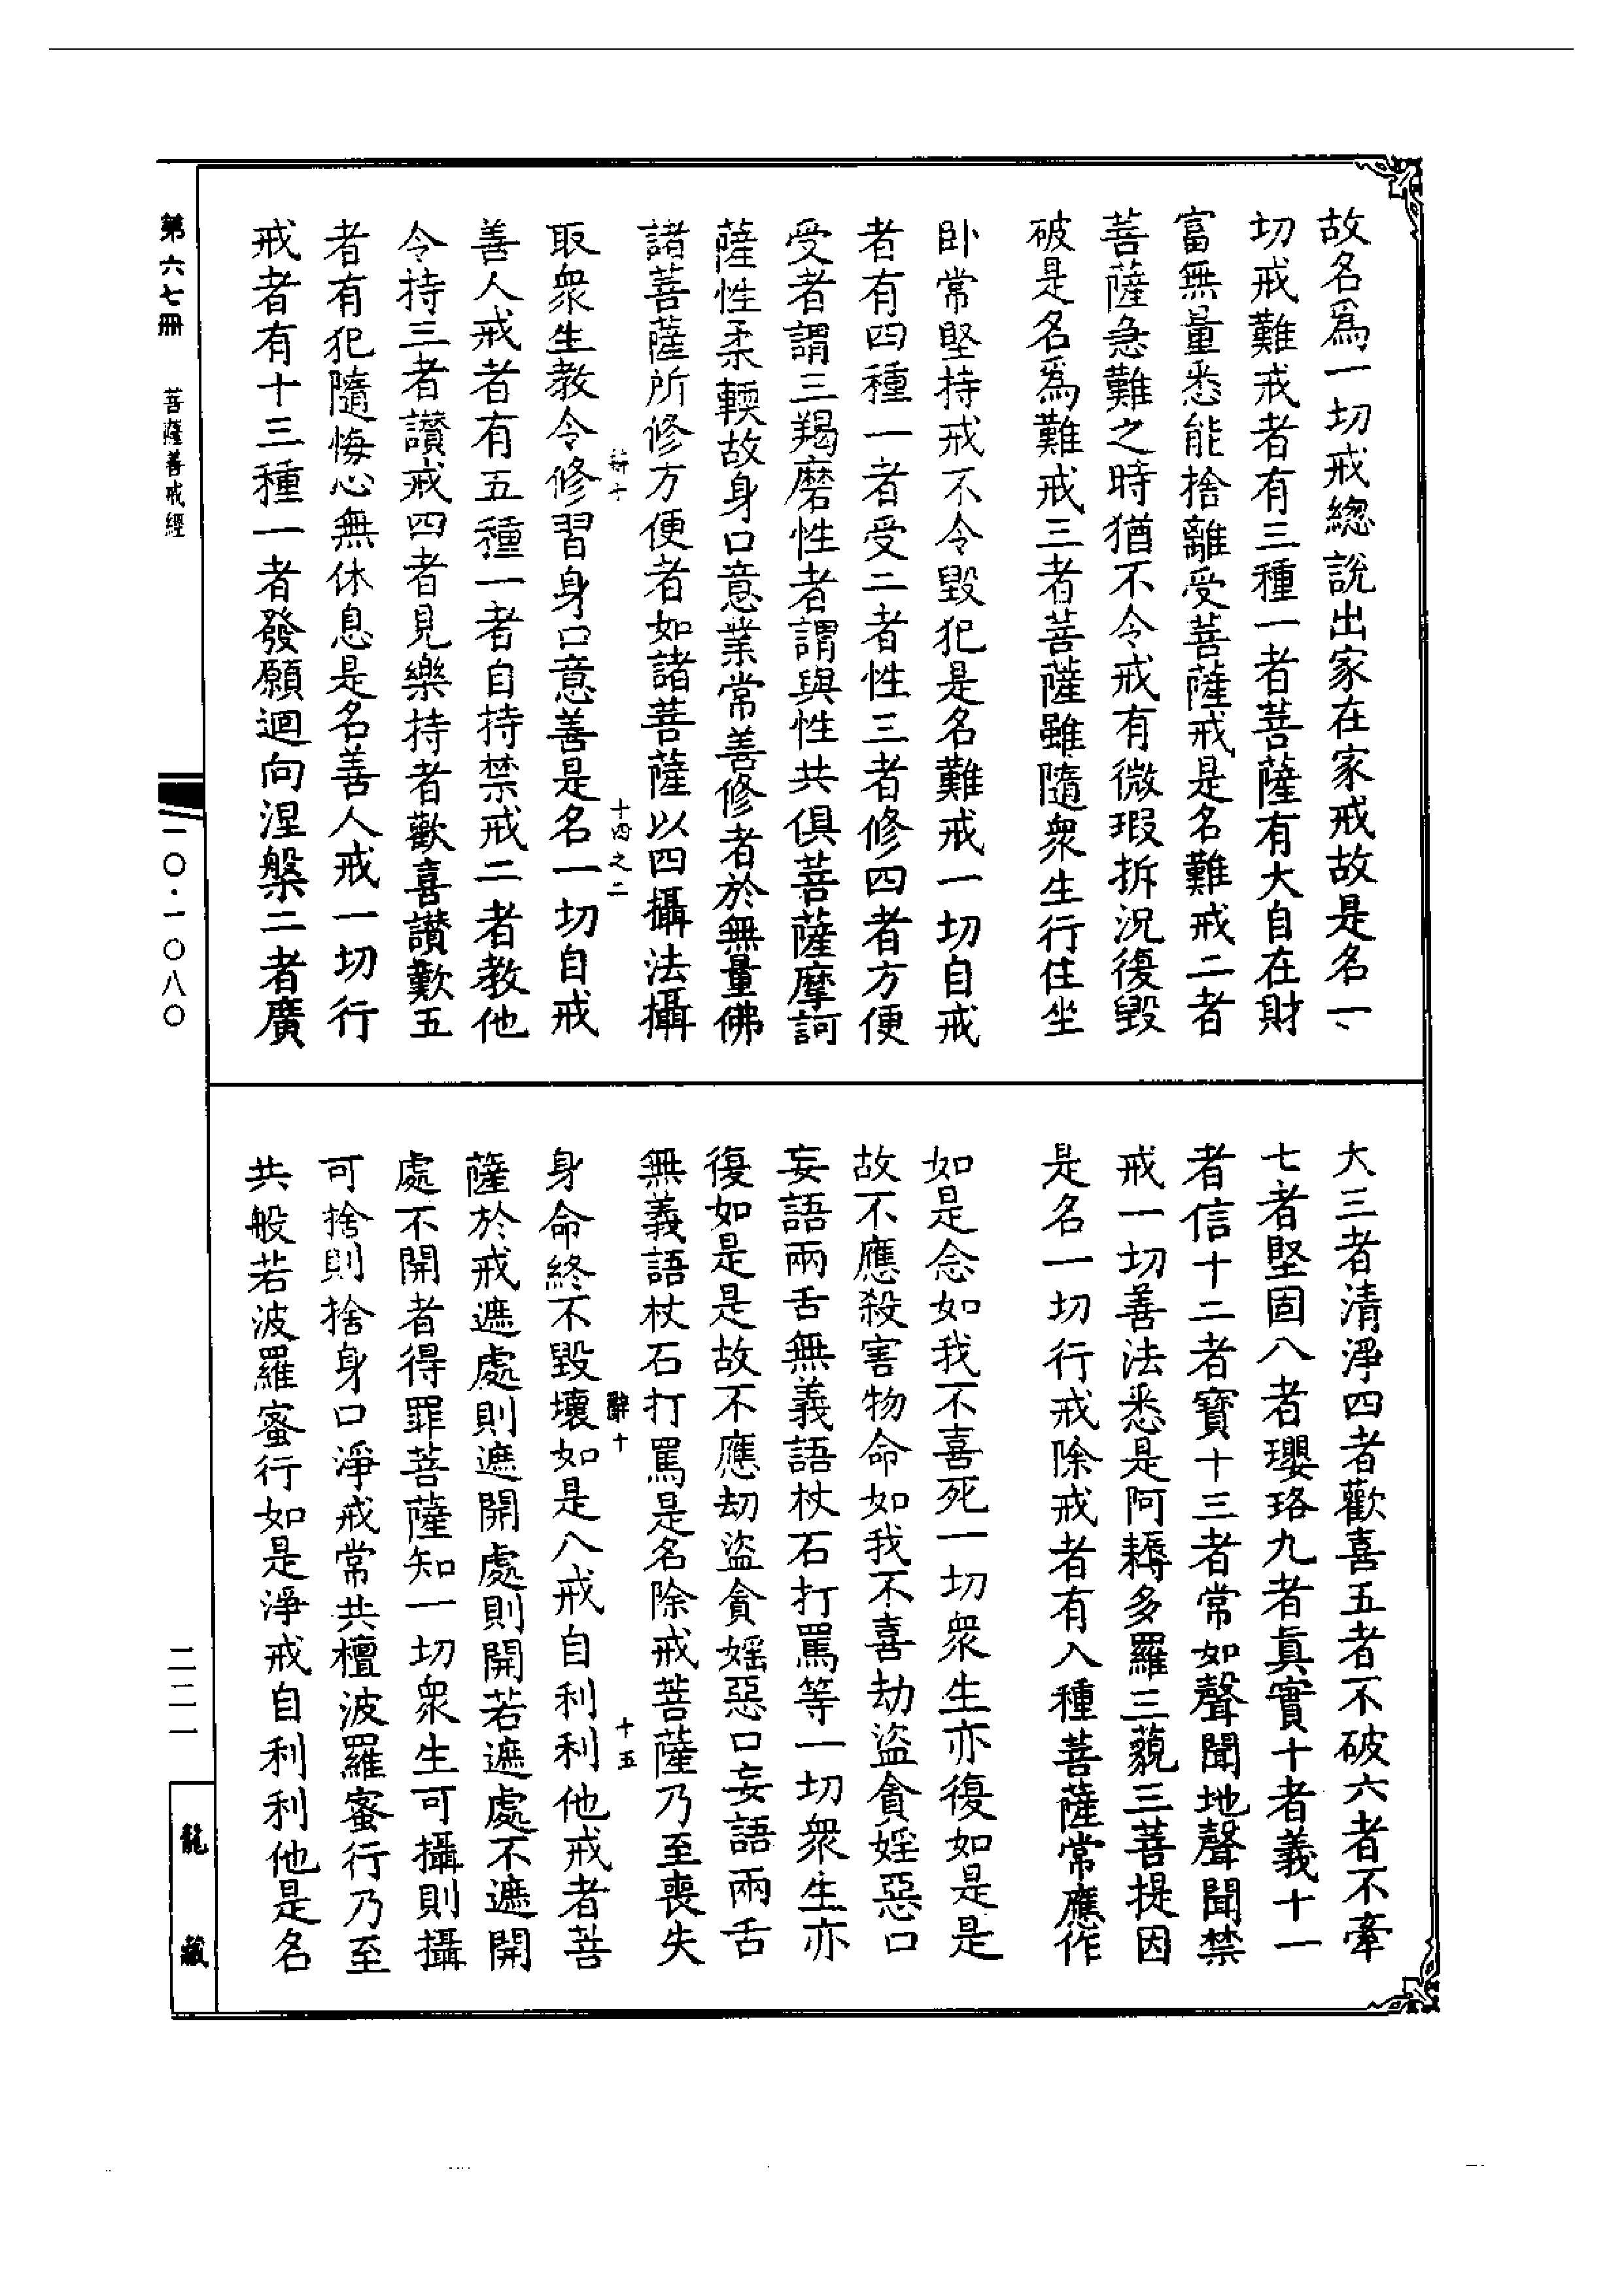 故名爲一切戒總說出家在家戒故是名一
切戒難戒者有三種一者菩薩有大自在財
富無量悉能捨離受菩薩戒是名難戒二者
菩薩急難之時猶不令戒有微瑕拆況復毀
破是名爲難戒三者菩薩雖隨衆生行住坐
卧常堅持戒不令毀犯是名難戒一切自戒
者有四種一者受二者性三者修四者方便
受者謂三羯磨性者謂與性共俱菩薩摩訶
薩性柔輭故身口意業常善修者於無量佛
諸菩薩所修方便者如諸菩薩以四攝法攝
十四之二
取衆生教令修習身口意善是名一切自戒
善人戒者有五種一者自持禁戒二者教他
令持三者讃戒四者見樂持者歡喜讃歎五
者有犯隨悔心無休息是名善人戒一切行
戒者有十三種一者發願迴向涅槃二者廣
大三者清淨四者歡喜五者不破六者不牽
七者堅固八者瓔珞九者眞實十者義十一
者信十二者寶十三者常如聲聞地聲聞禁
戒一切善法悉是阿耨多羅三藐三菩提因
是名一切行戒除戒者有八種菩薩常應作
如是念如我不喜死一切衆生亦復如是是
故不應殺害物命如我不喜劫盜貪婬惡口
妄語兩舌無義語杖石打罵等一切衆生亦
復如是是故不應劫盜貪婬惡口妄語兩舌
無義語杖石打罵是名除戒菩薩乃至喪失
辭十
十五
身命終不毀壞如是八戒自利利他戒者菩
薩於戒遮處則遮開處則開若遮處不遮開
處不開者得罪菩薩知一切衆生可攝則攝
可捨則捨身口淨戒常共檀波羅蜜行乃至
共般若波羅蜜行如是淨戒自利利他是名
第六七冊
菩薩善戒經
一〇·一〇八〇
二二一
龍藏